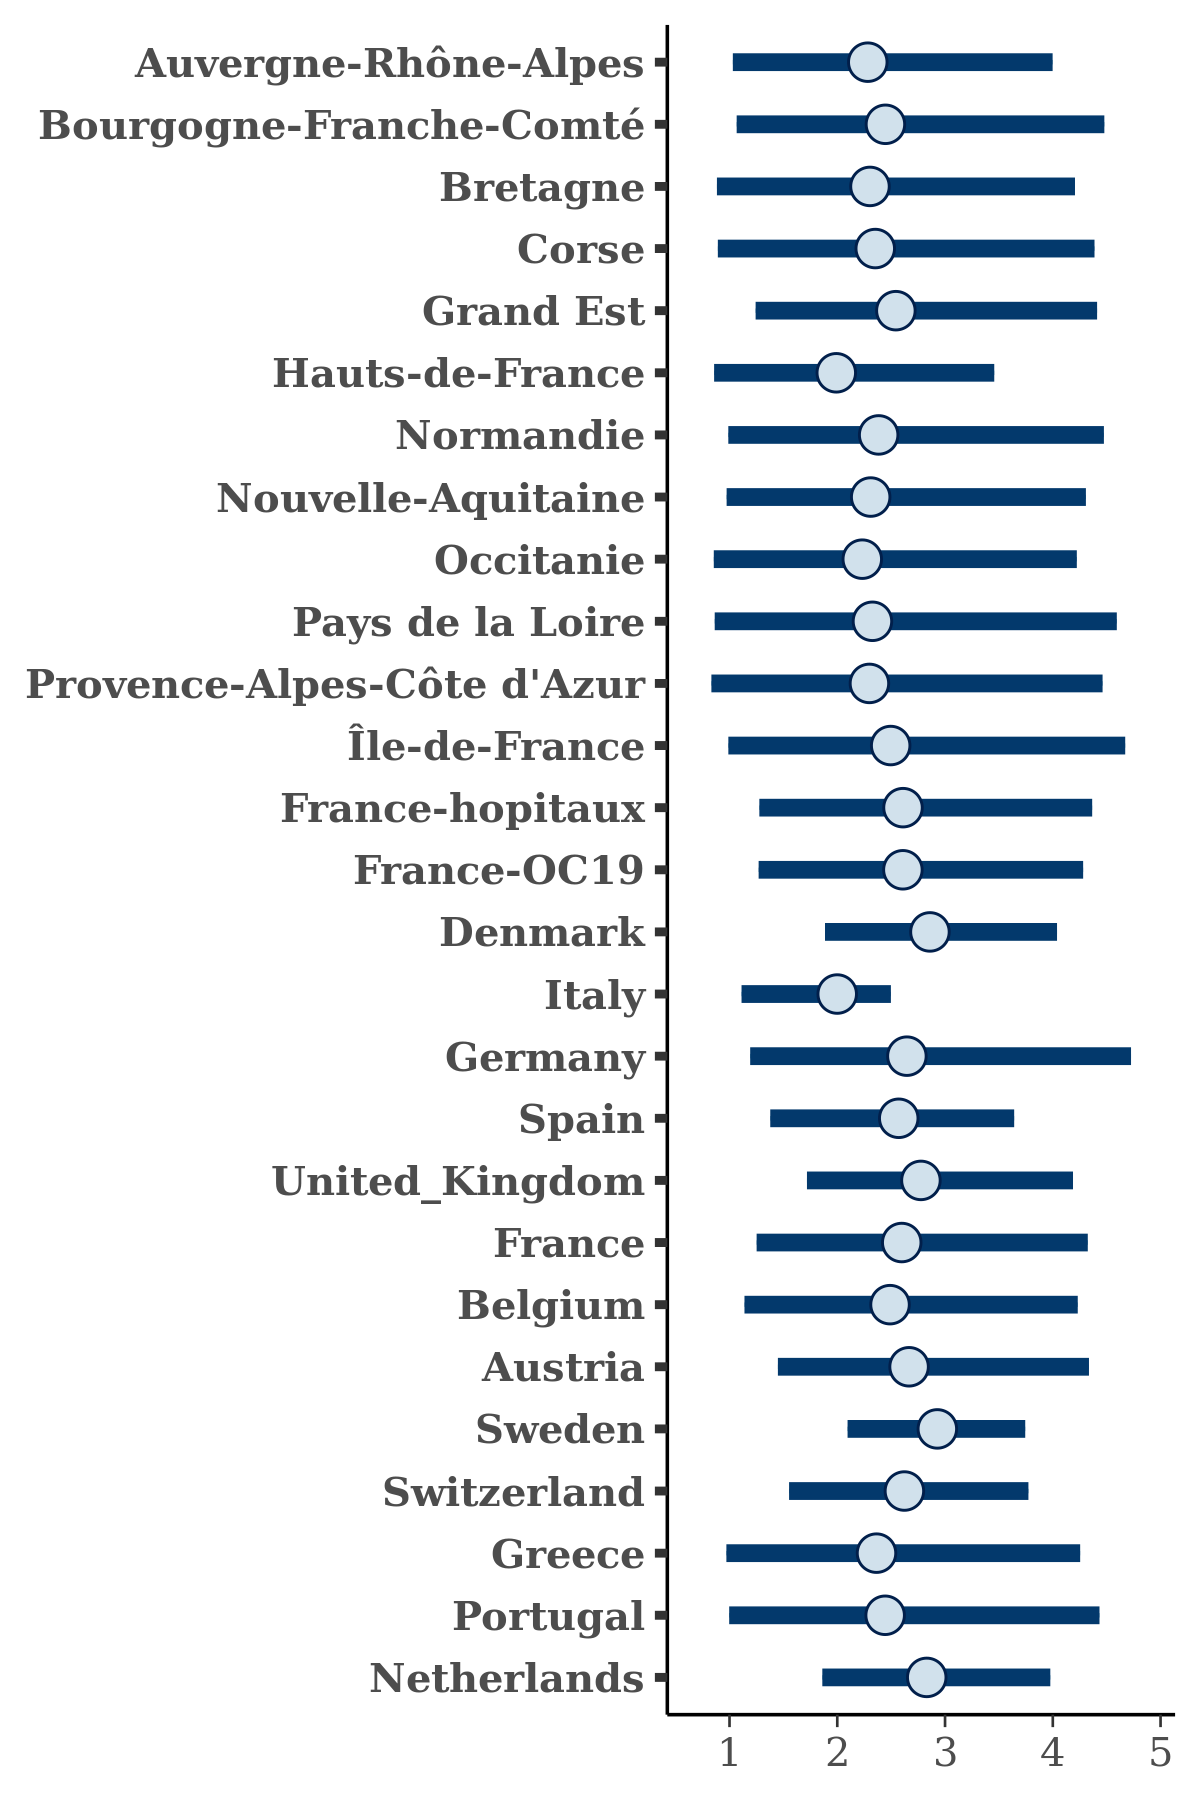 Auvergne-Rhône-Alpes
Bourgogne-Franche-Comté
Bretagne
Corse
Grand Est
Hauts-de-France
Normandie
Nouvelle-Aquitaine
Occitanie
Pays de la Loire
Provence-Alpes-Côte d'Azur
Île-de-France
France-hopitaux
France-OC19
Denmark
Italy
Germany
Spain
United_Kingdom
France
Belgium
Austria
Sweden
Switzerland
Greece
Portugal
Netherlands
1 2 3 4 5